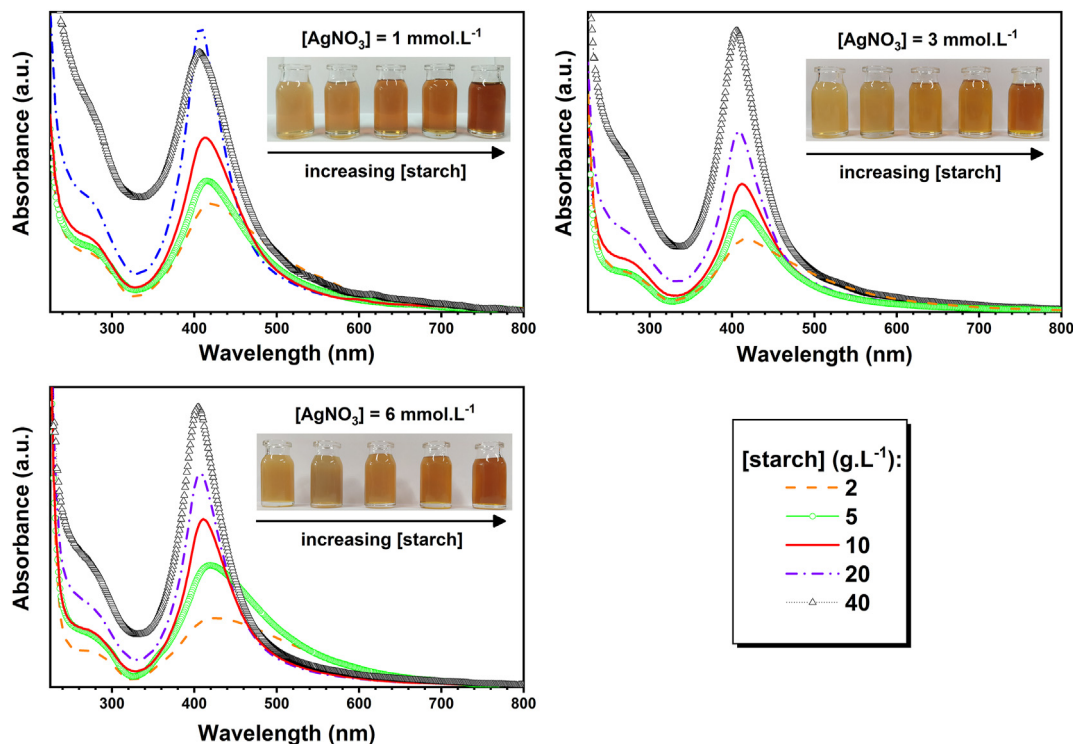 [AgNO₃] = 1 mmol.L⁻¹
increasing [starch]
Absorbance (a.u.)
300 400 500 600 700 800
Wavelength (nm)
[AgNO₃] = 3 mmol.L⁻¹
increasing [starch]
Absorbance (a.u.)
300 400 500 600 700 800
Wavelength (nm)
[AgNO₃] = 6 mmol.L⁻¹
increasing [starch]
Absorbance (a.u.)
300 400 500 600 700 800
Wavelength (nm)
[starch] (g.L⁻¹):
2
5
10
20
40